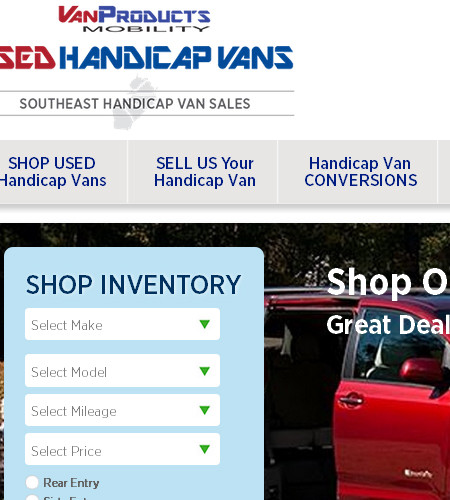 VanProducts
MOBILITY
SED HANDICAP VANS
SOUTHEAST HANDICAP VAN SALES
SHOP USED
Handicap Vans
SELL US Your
Handicap Van
Handicap Van
CONVERSIONS
SHOP INVENTORY
Select Make
Select Model
Select Mileage
Select Price
Rear Entry
Shop O
Great Deal